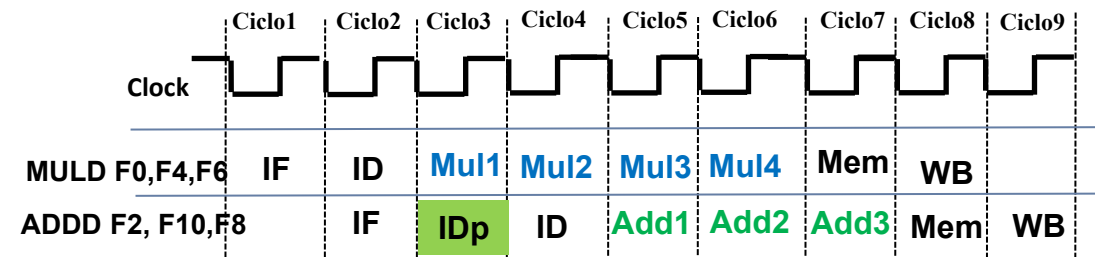 Ciclo1 Ciclo2 Ciclo3 Ciclo4 Ciclo5 Ciclo6 Ciclo7 Ciclo8 Ciclo9
Clock
MULD F0,F4,F6 IF ID Mul1 Mul2 Mul3 Mul4 Mem WB
ADDD F2, F10,F8 IF IDp ID Add1 Add2 Add3 Mem WB